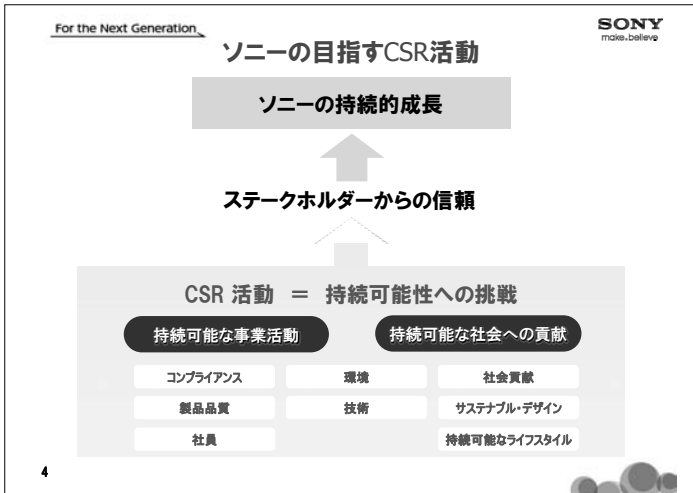 For the Next Generation
SONY
make.believe
ソニーの目指すCSR活動
ソニーの持続的成長
ステークホルダーからの信頼
CSR 活動 ＝ 持続可能性への挑戦
持続可能な事業活動
持続可能な社会への貢献
コンプライアンス
環境
社会貢献
製品品質
技術
サステナブル・デザイン
社員
持続可能なライフスタイル
4